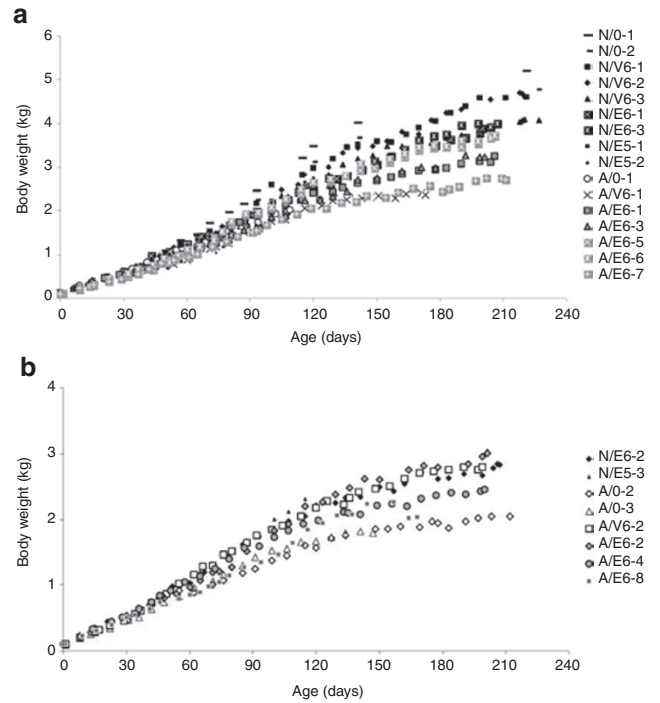 a
6
5
4
3
2
1
0
Body weight (kg)
0 30 60 90 120 150 180 210 240
Age (days)
N/0-1
N/0-2
N/V6-1
N/V6-2
N/V6-3
N/E6-1
N/E6-3
N/E5-1
N/E5-2
A/0-1
A/V6-1
A/E6-1
A/E6-3
A/E6-5
A/E6-6
A/E6-7
b
4
3
2
1
0
Body weight (kg)
0 30 60 90 120 150 180 210 240
Age (days)
N/E6-2
N/E5-3
A/0-2
A/0-3
A/V6-2
A/E6-2
A/E6-4
A/E6-8